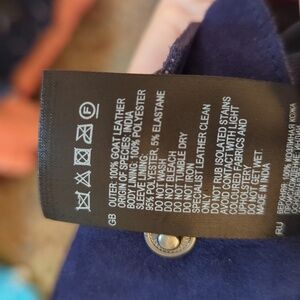 F
GB
OUTER: 100% GOAT LEATHER
ORIGIN OF SPECIES: INDIA
BODY LINING: 100% POLYESTER
SLEEVE LINING:
95% POLYESTER, 5% ELASTANE
DO NOT WASH
DO NOT BLEACH
DO NOT TUMBLE DRY
DO NOT IRON
SPECIALIST LEATHER CLEAN
ONLY
DO NOT RUB ISOLATED STAINS
COLD CONTACT WITH LIGHT
COLOURED FABRICS AND
UPHOLSTERY
DO NOT GET WET.
MADE IN INDIA
RU
100% КОЗЛИНАЯ КОЖА